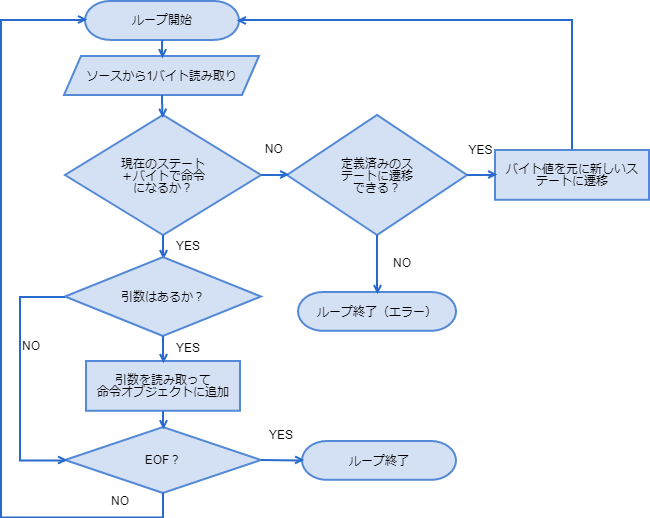 ループ開始
ソースから1バイト読み取り
現在のステート
+バイトで命令
になるか？
NO
定義済みのス
テートに遷移
できる？
YES
バイト値を元に新しいス
テートに遷移
YES
NO
引数はあるか？
ループ終了（エラー）
NO
YES
引数を読み取って
命令オブジェクトに追加
EOF？
YES
ループ終了
NO